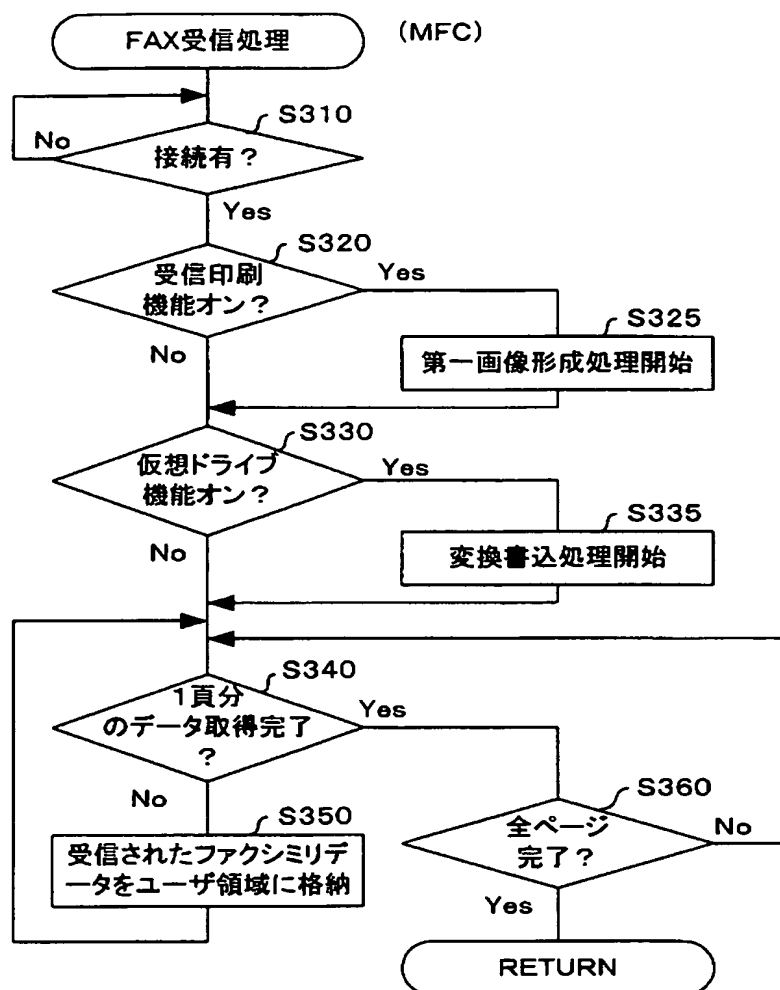 FAX受信処理
(MFC)
S310
No
接続有？
Yes
S320
受信印刷
機能オン？
Yes
No
S325
第一画像形成処理開始
S330
仮想ドライブ
機能オン？
Yes
No
S335
変換書込処理開始
S340
1頁分
のデータ取得完了
？
Yes
No
S350
受信されたファクシミリデ
ータをユーザ領域に格納
S360
全ページ
完了？
No
Yes
RETURN